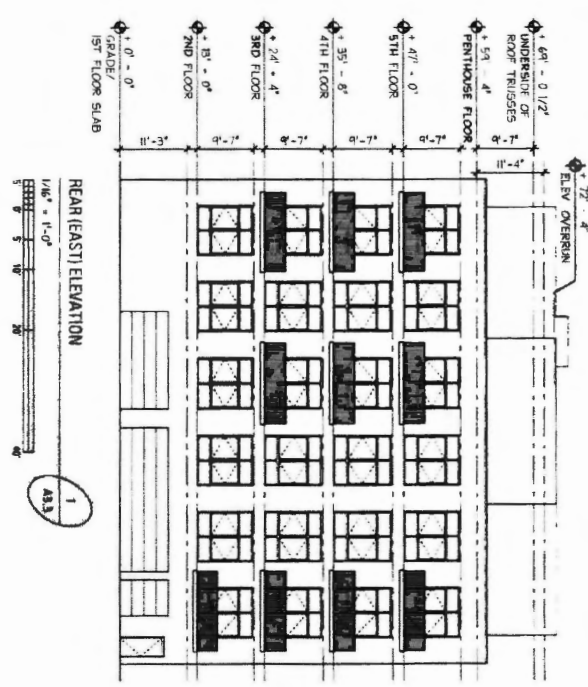 + 72' - 4"
ELEV OVERRUN
+ 69' - 0 1/2"
UNDERSIDE OF
ROOF TRUSSES
+ 59' - 4"
PENTHOUSE FLOOR
+ 47' - 0"
5TH FLOOR
+ 35' - 8"
4TH FLOOR
+ 24' - 4"
3RD FLOOR
+ 13' - 0"
2ND FLOOR
+ 0' - 0"
GRADE/
1ST FLOOR SLAB
11'-4"
9'-7"
9'-7"
9'-7"
9'-7"
9'-7"
11'-3"
REAR (EAST) ELEVATION
1/16" = 1'-0"
5' 0' 5' 10' 20' 40'
1
A3.3